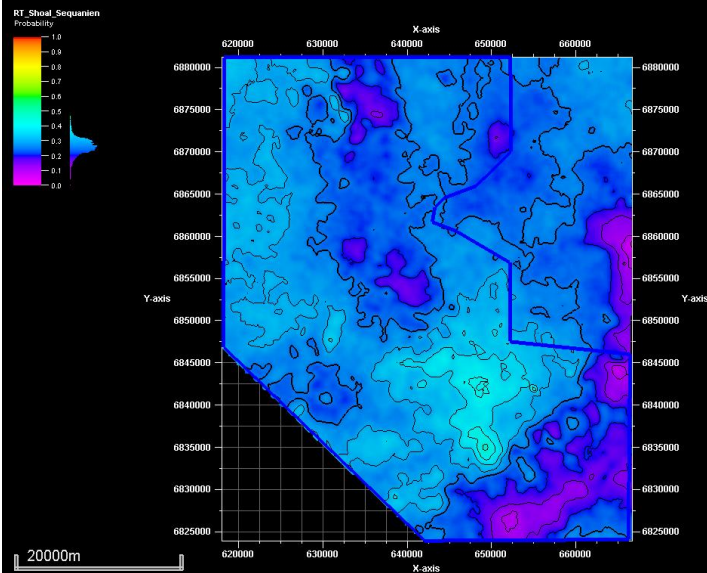 RT_Shoal_Sequanien
Probability
1.0
0.9
0.8
0.7
0.6
0.5
0.4
0.3
0.2
0.1
0.0
X-axis
620000 630000 640000 650000 660000
6880000 6880000
6875000 6875000
6870000 6870000
6865000 6865000
6860000 6860000
6855000 6855000
Y-axis Y-axis
6850000 6850000
6845000 6845000
6840000 6840000
6835000 6835000
6830000 6830000
6825000 6825000
620000 630000 640000 650000 660000
X-axis
20000m